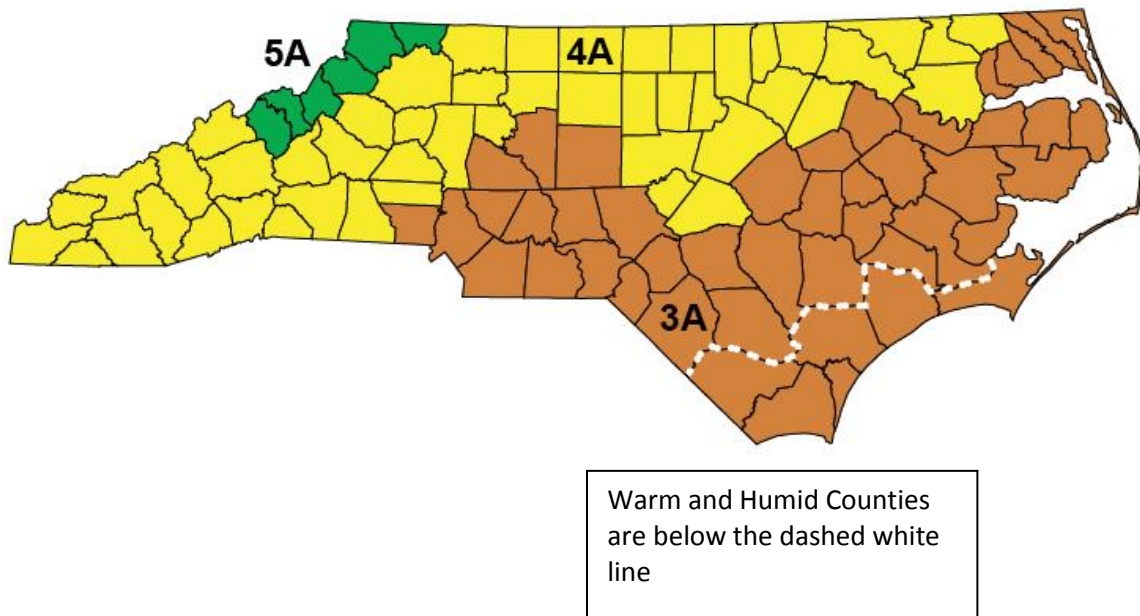 5A
4A
3A
Warm and Humid Counties
are below the dashed white
line